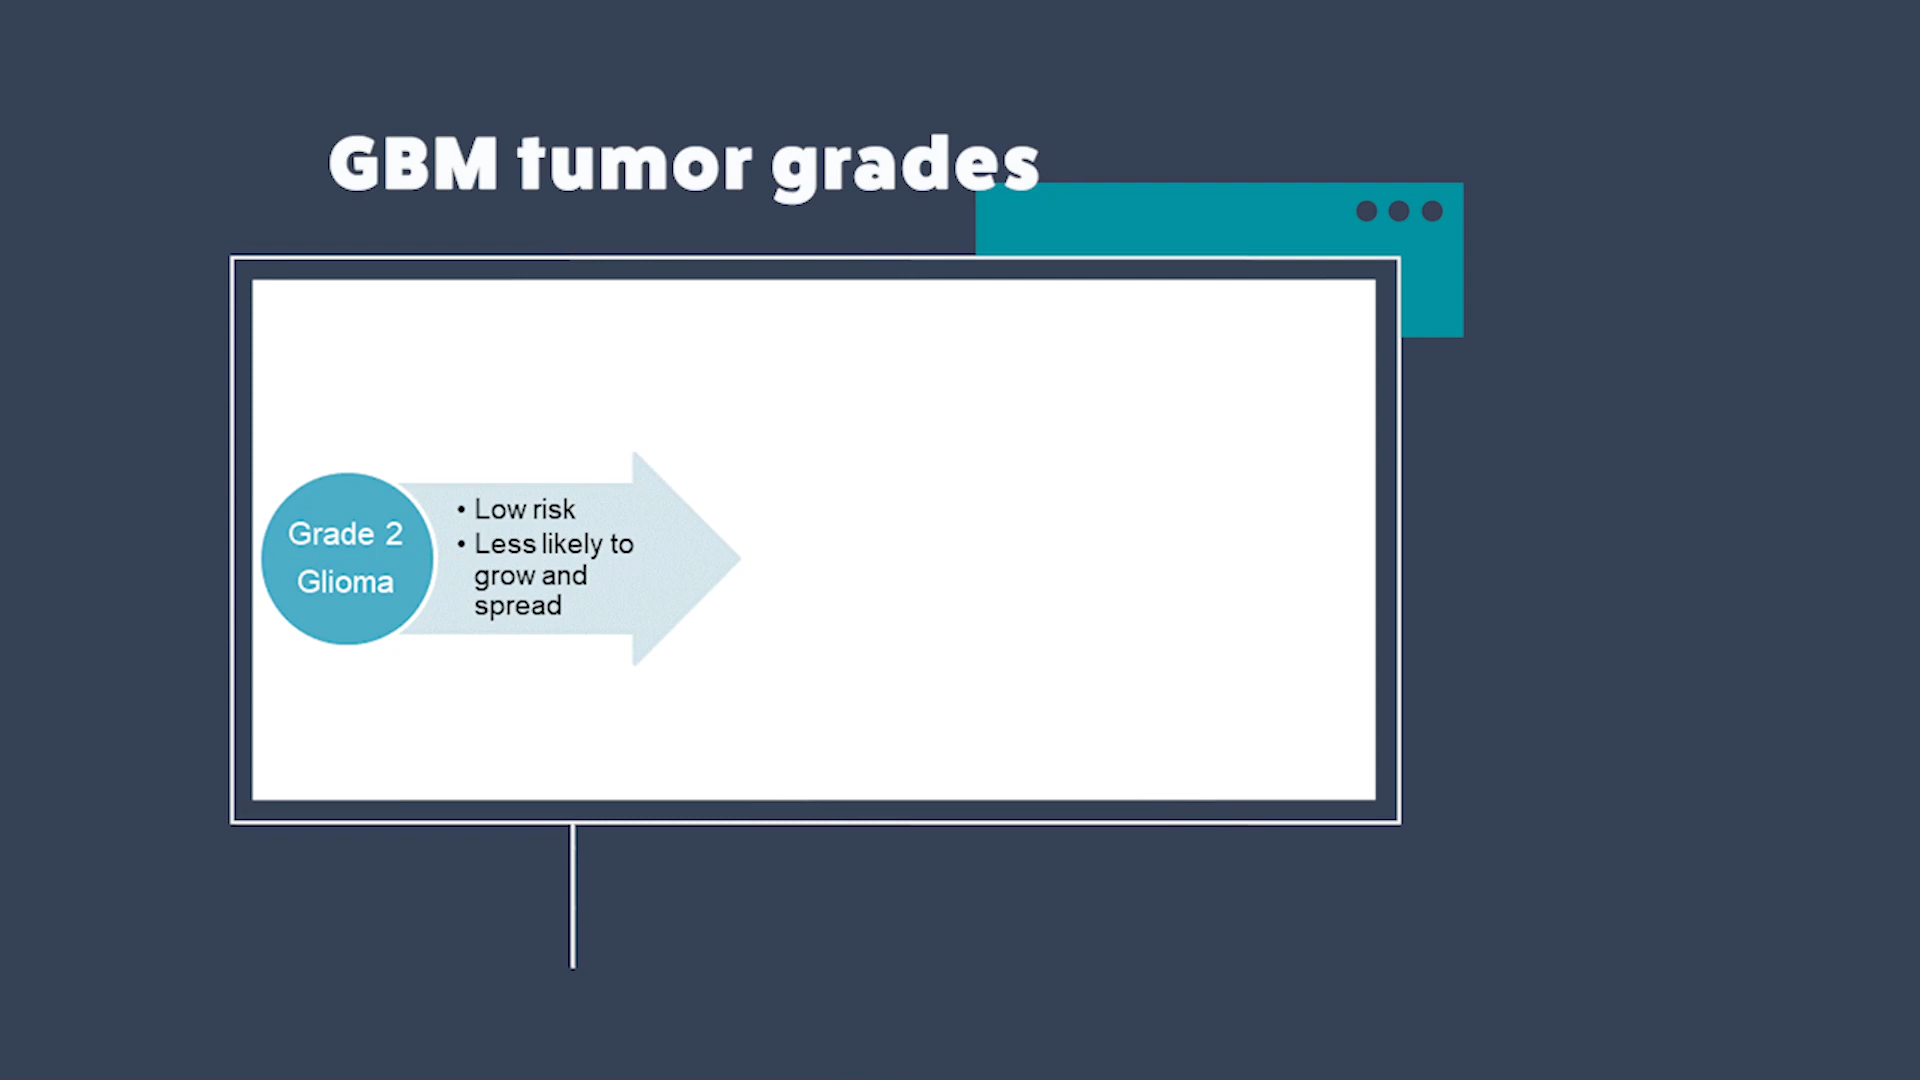 GBM tumor grades
Grade 2
Glioma
• Low risk
• Less likely to
grow and
spread